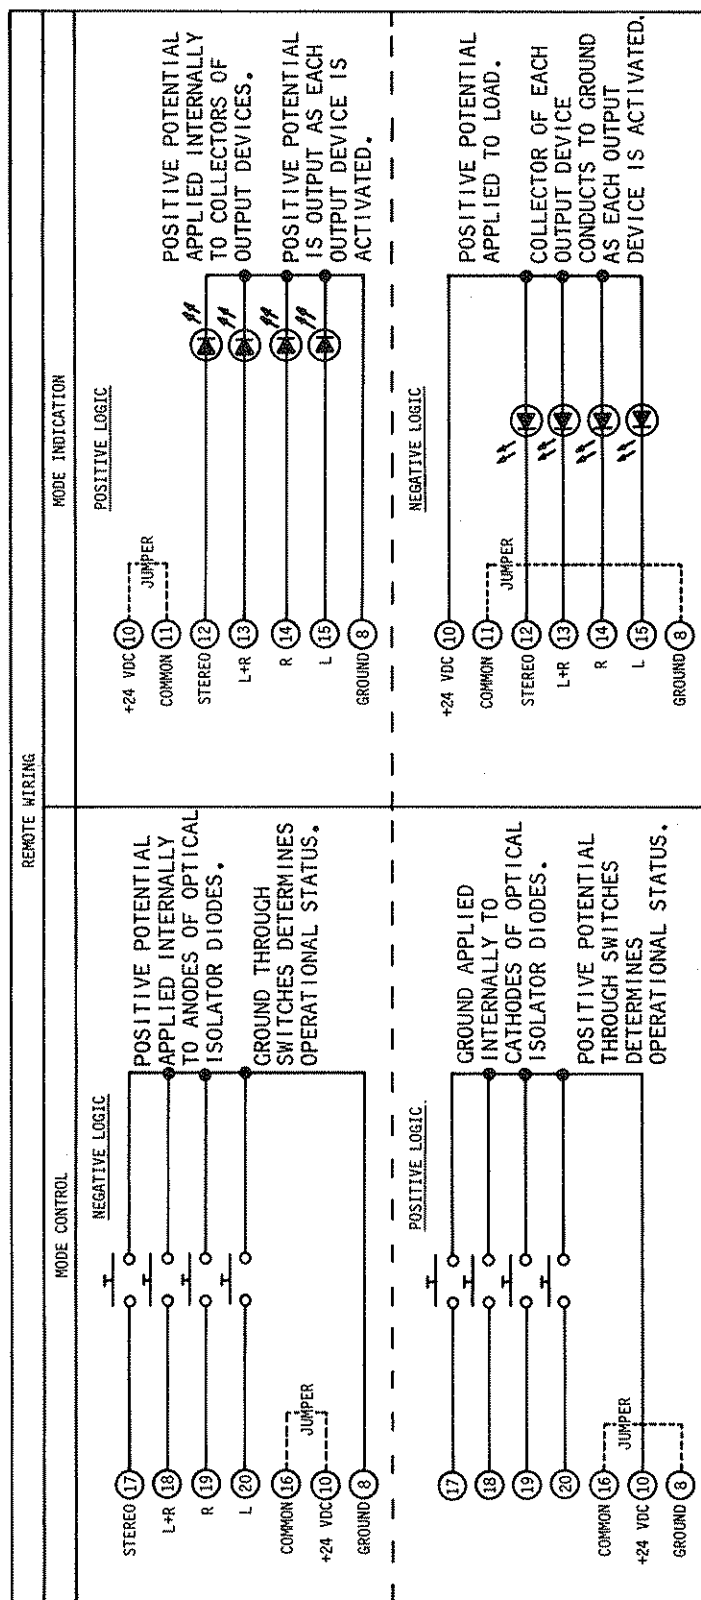 REMOTE WIRING
MODE CONTROL
NEGATIVE LOGIC
STEREO 17
L+R 18
R 19
L 20
COMMON 16
JUMPER
+24 VDC 10
GROUND 8
POSITIVE POTENTIAL
APPLIED INTERNALLY
TO ANODES OF OPTICAL
ISOLATOR DIODES.
GROUND THROUGH
SWITCHES DETERMINES
OPERATIONAL STATUS.
POSITIVE LOGIC
17
18
19
20
COMMON 16
JUMPER
+24 VDC 10
GROUND 8
GROUND APPLIED
INTERNALLY TO
CATHODES OF OPTICAL
ISOLATOR DIODES.
POSITIVE POTENTIAL
THROUGH SWITCHES
DETERMINES
OPERATIONAL STATUS.
MODE INDICATION
POSITIVE LOGIC
+24 VDC 10
JUMPER
COMMON 11
STEREO 12
L+R 13
R 14
L 15
GROUND 8
POSITIVE POTENTIAL
APPLIED INTERNALLY
TO COLLECTORS OF
OUTPUT DEVICES.
POSITIVE POTENTIAL
IS OUTPUT AS EACH
OUTPUT DEVICE IS
ACTIVATED.
NEGATIVE LOGIC
+24 VDC 10
COMMON 11
JUMPER
STEREO 12
L+R 13
R 14
L 15
GROUND 8
POSITIVE POTENTIAL
APPLIED TO LOAD.
COLLECTOR OF EACH
OUTPUT DEVICE
CONDUCTS TO GROUND
AS EACH OUTPUT
DEVICE IS ACTIVATED.